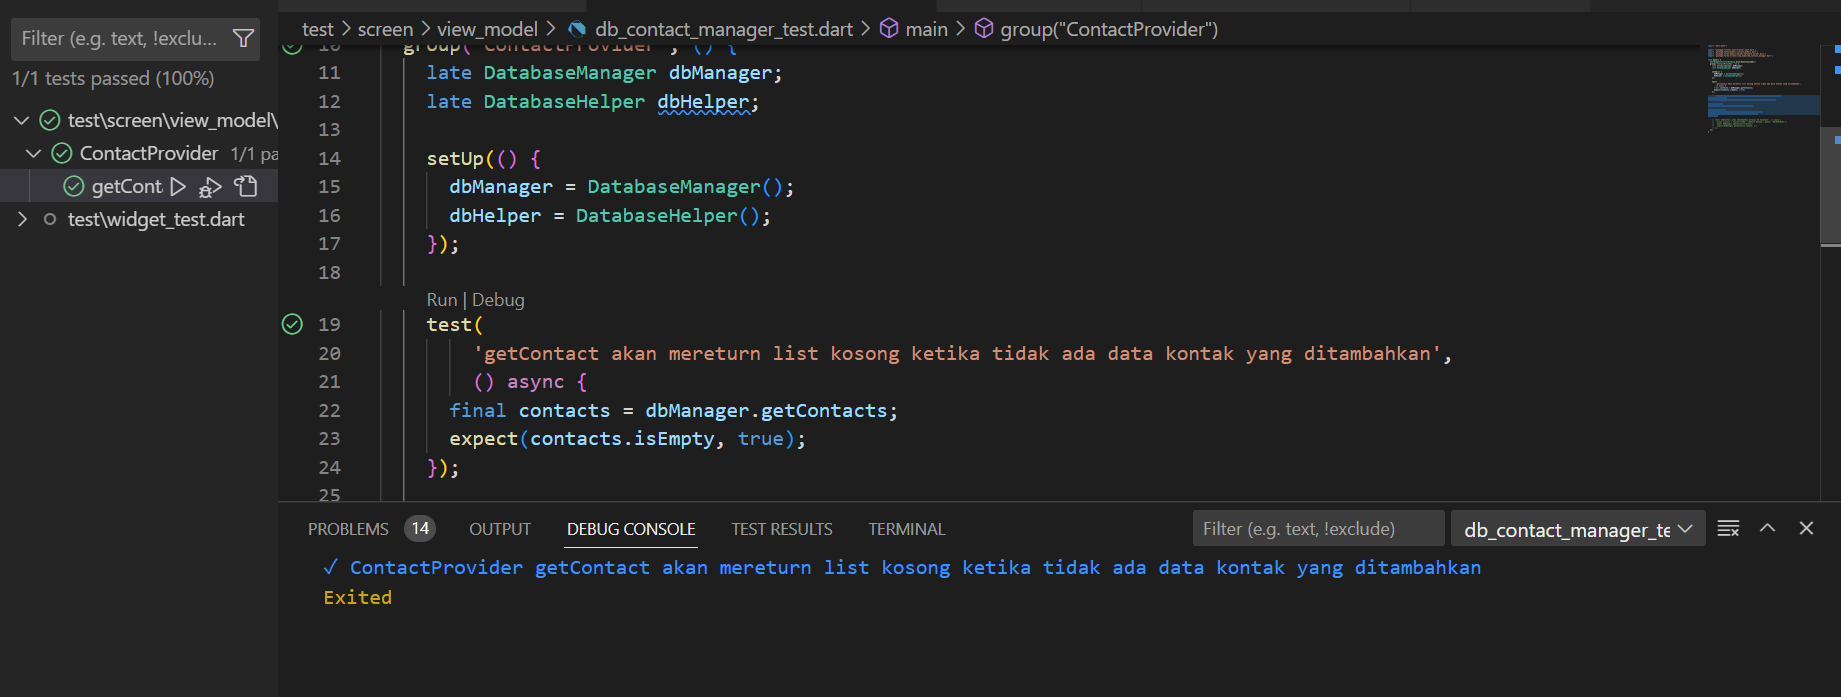 Filter (e.g. text, !exclu...
1/1 tests passed (100%)
test\screen\view_model\
ContactProvider 1/1 pa
getCont
test\widget_test.dart
test > screen > view_model > db_contact_manager_test.dart > main > group("ContactProvider")
10 group("ContactProvider", () {
11 late DatabaseManager dbManager;
12 late DatabaseHelper dbHelper;
13
14 setUp(() {
15 dbManager = DatabaseManager();
16 dbHelper = DatabaseHelper();
17 });
18
Run | Debug
19 test(
20 'getContact akan mereturn list kosong ketika tidak ada data kontak yang ditambahkan',
21 () async {
22 final contacts = dbManager.getContacts;
23 expect(contacts.isEmpty, true);
24 });
25
PROBLEMS 14 OUTPUT DEBUG CONSOLE TEST RESULTS TERMINAL Filter (e.g. text, !exclude) db_contact_manager_te
✓ ContactProvider getContact akan mereturn list kosong ketika tidak ada data kontak yang ditambahkan
Exited